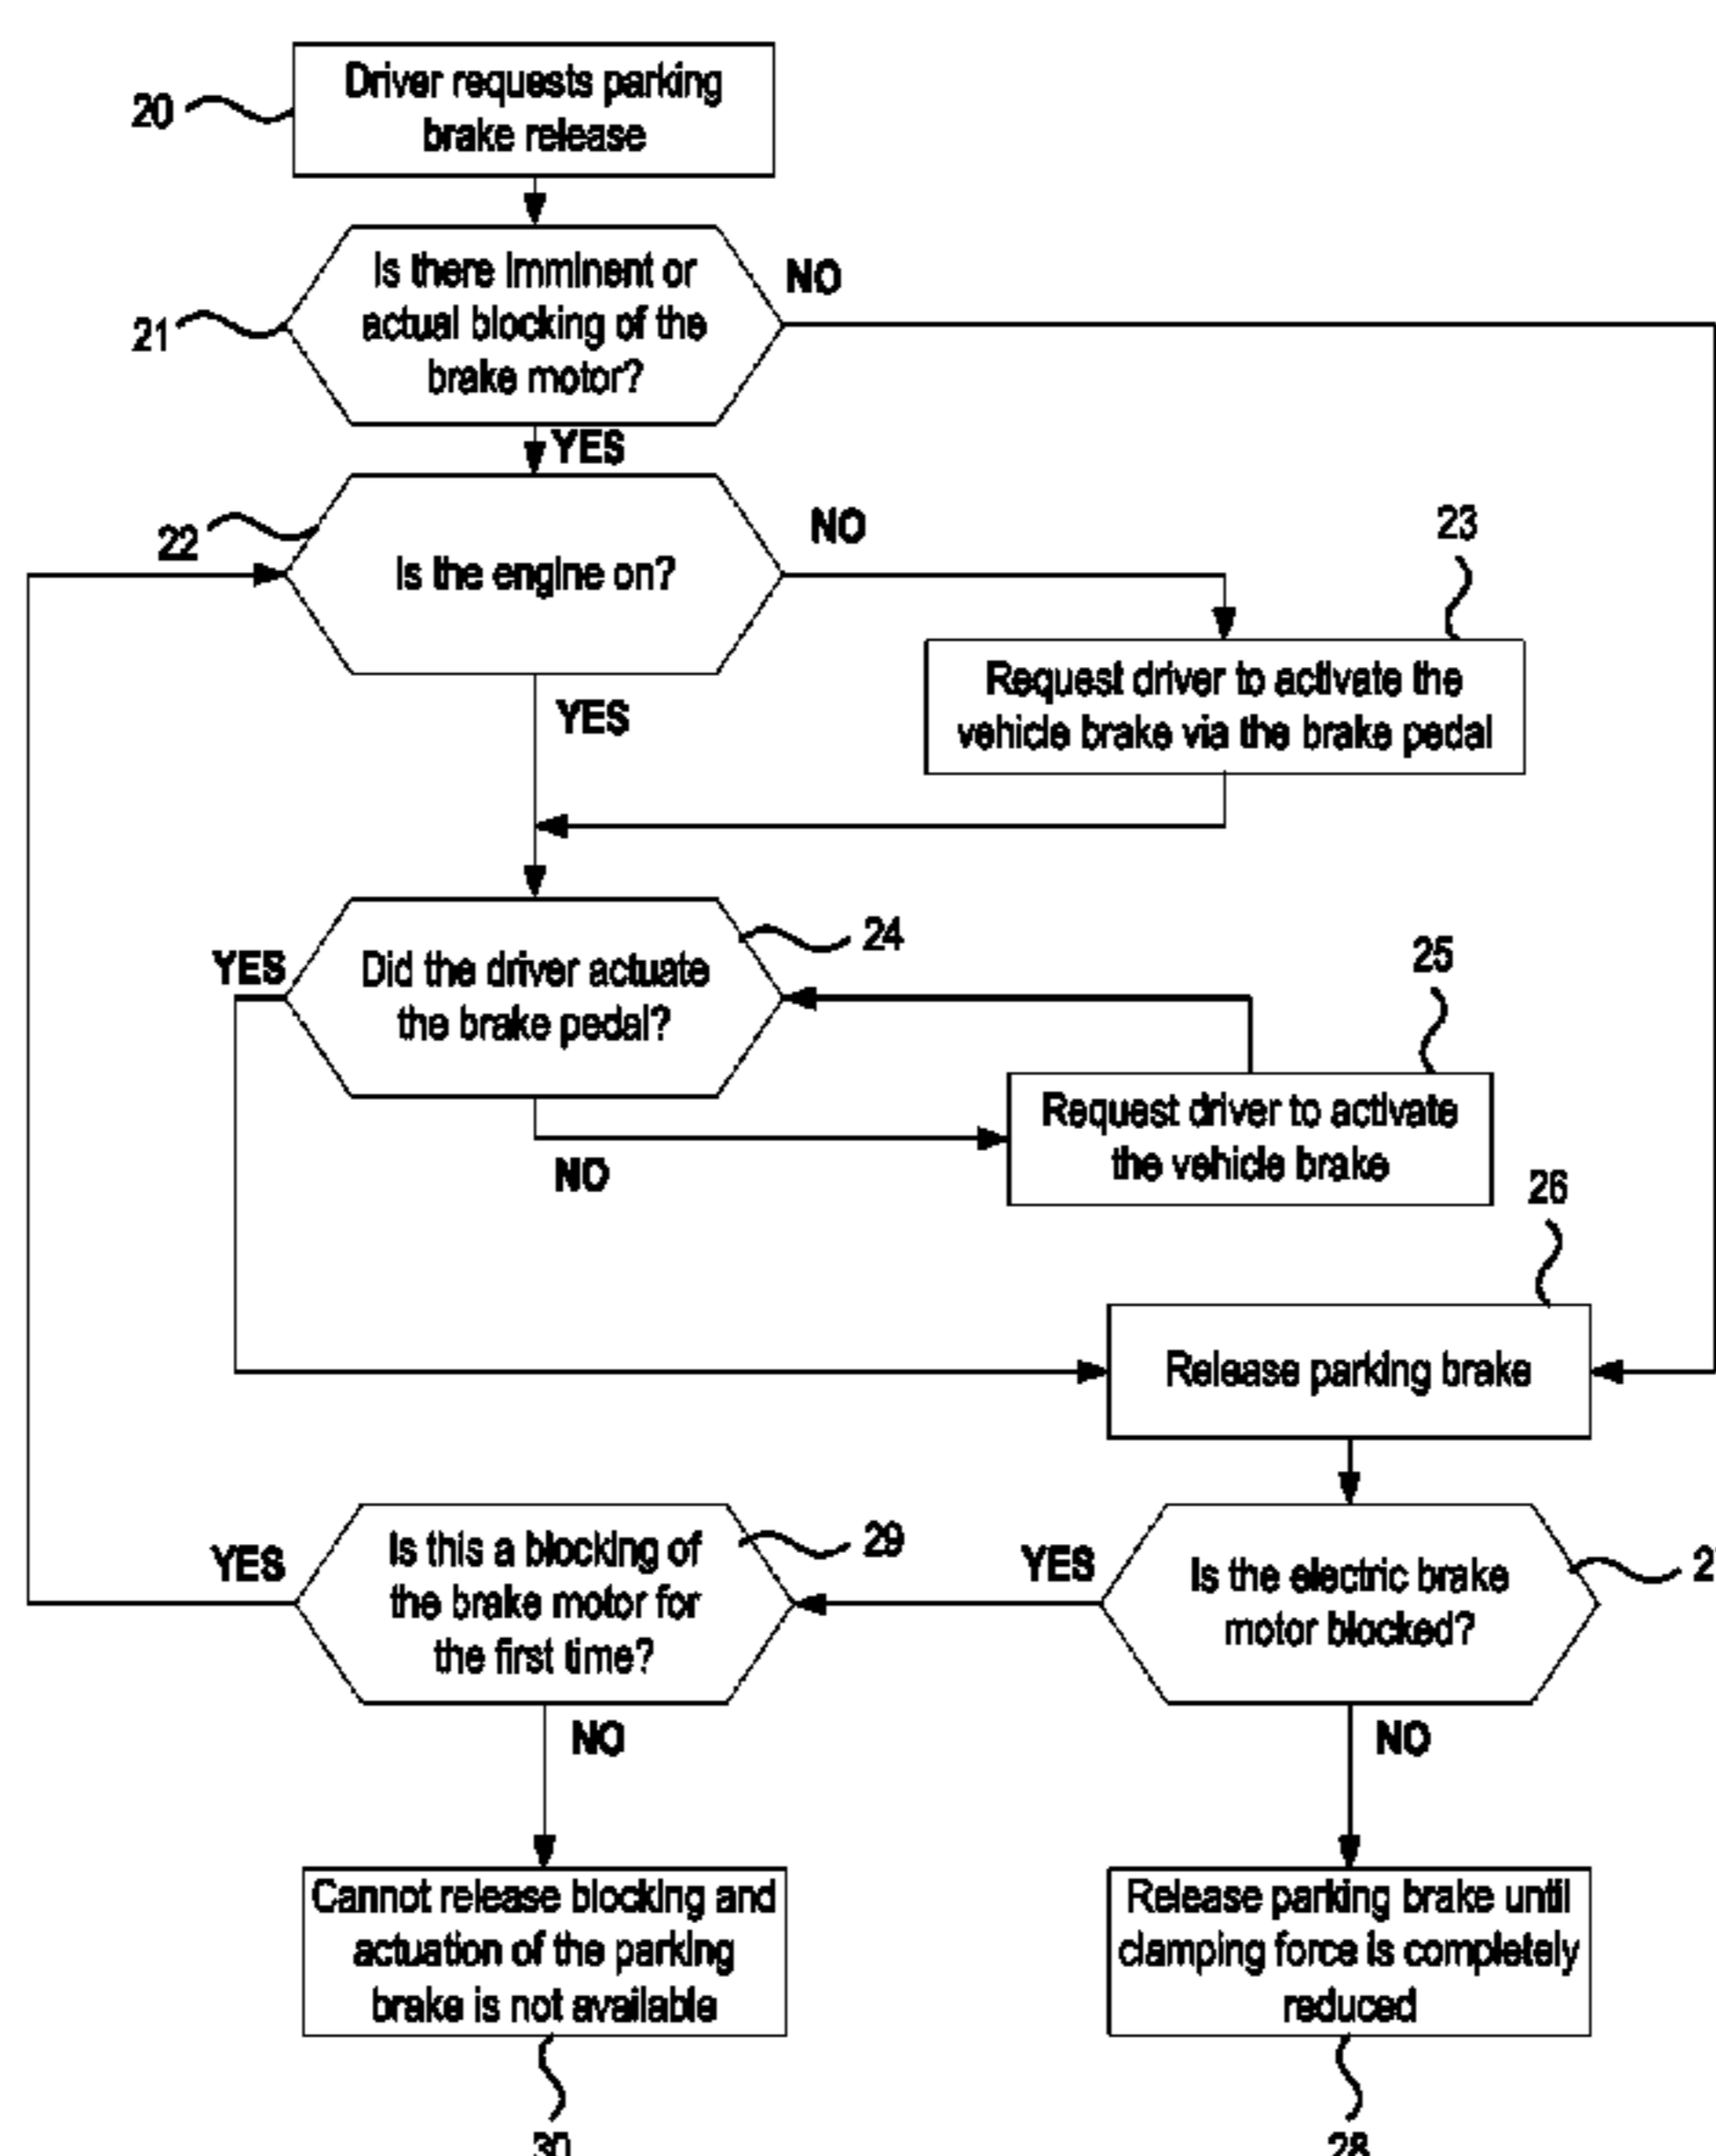 Driver requests parking
brake release
20
Is there imminent or
actual blocking of the
brake motor?
21
NO
YES
Is the engine on?
22
NO
YES
23
Request driver to activate the
vehicle brake via the brake pedal
24
Did the driver actuate
the brake pedal?
YES
NO
25
Request driver to activate
the vehicle brake
26
Release parking brake
Is the electric brake
motor blocked?
YES
NO
29
Is this a blocking of
the brake motor for
the first time?
YES
NO
Cannot release blocking and
actuation of the parking
brake is not available
30
Release parking brake until
clamping force is completely
reduced
28